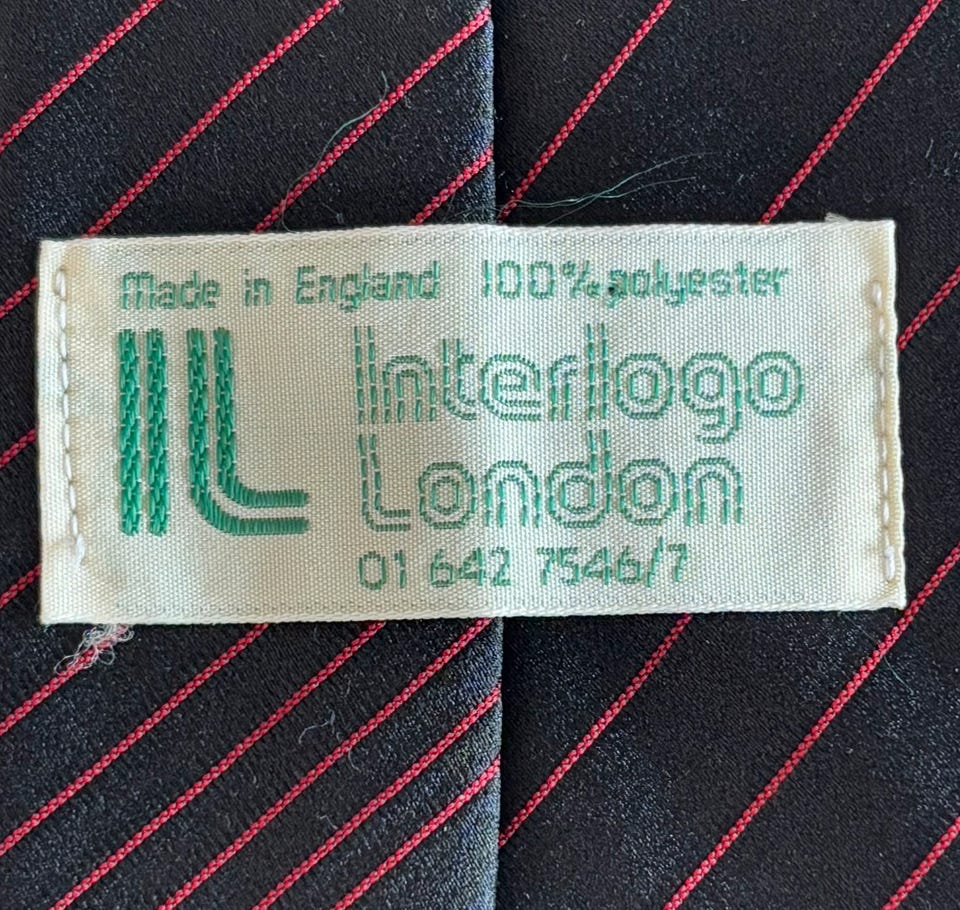 Made in England 100% polyester
IL
Interlogo
London
01 642 7546/7